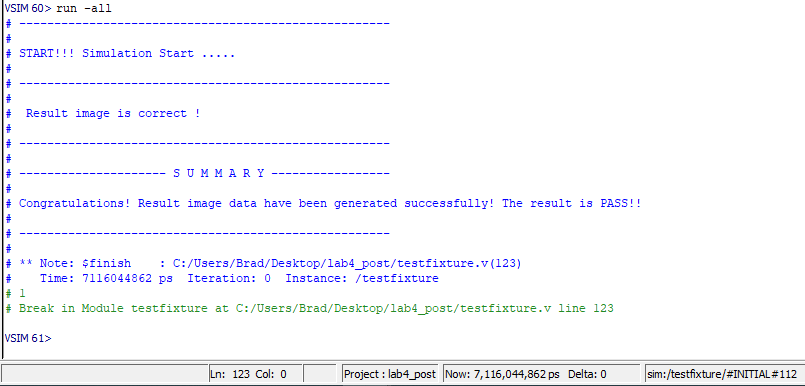 VSIM 60> run -all
# -----------------------------------------------------
#
# START!!! Simulation Start .....
#
# -----------------------------------------------------
#
#  Result image is correct !
#
# -----------------------------------------------------
#
# --------------------- S U M M A R Y -----------------
#
# Congratulations! Result image data have been generated successfully! The result is PASS!!
#
# -----------------------------------------------------
#
# ** Note: $finish    : C:/Users/Brad/Desktop/lab4_post/testfixture.v(123)
#    Time: 7116044862 ps  Iteration: 0  Instance: /testfixture
# 1
# Break in Module testfixture at C:/Users/Brad/Desktop/lab4_post/testfixture.v line 123
VSIM 61>
Ln: 123 Col: 0 Project : lab4_post Now: 7,116,044,862 ps Delta: 0 sim:/testfixture/#INITIAL#112